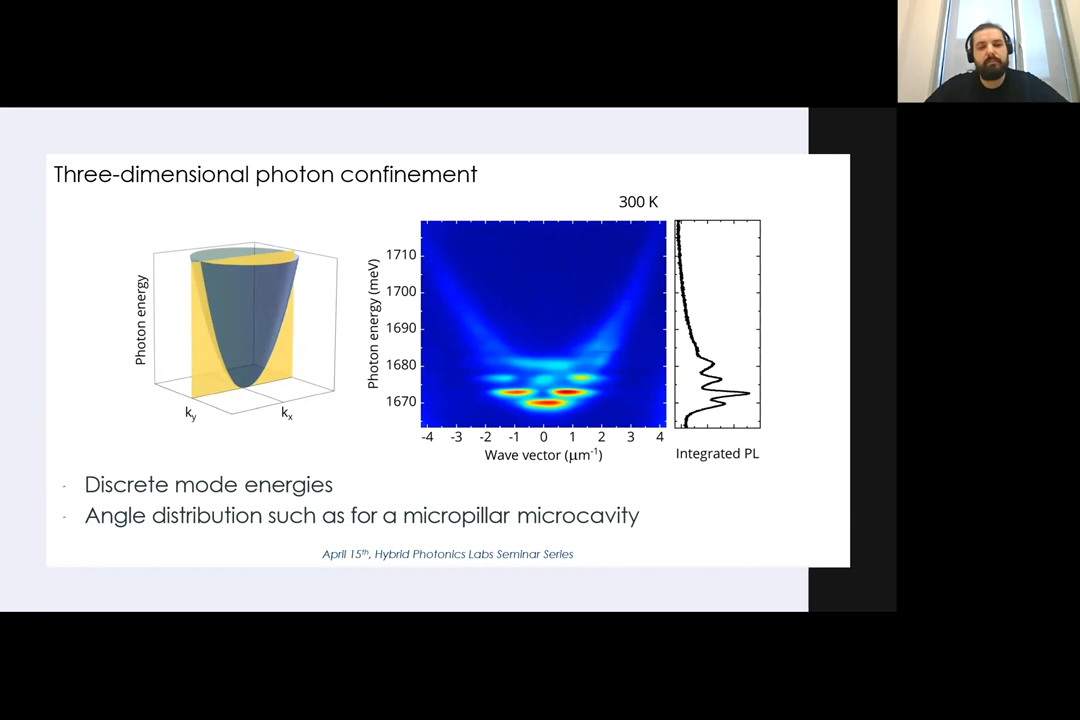 Three-dimensional photon confinement
300 K
Photon energy
k_y
k_x
Photon energy (meV)
1710
1700
1690
1680
1670
-4 -3 -2 -1 0 1 2 3 4
Wave vector (μm⁻¹)
Integrated PL
- Discrete mode energies
- Angle distribution such as for a micropillar microcavity
April 15th, Hybrid Photonics Labs Seminar Series